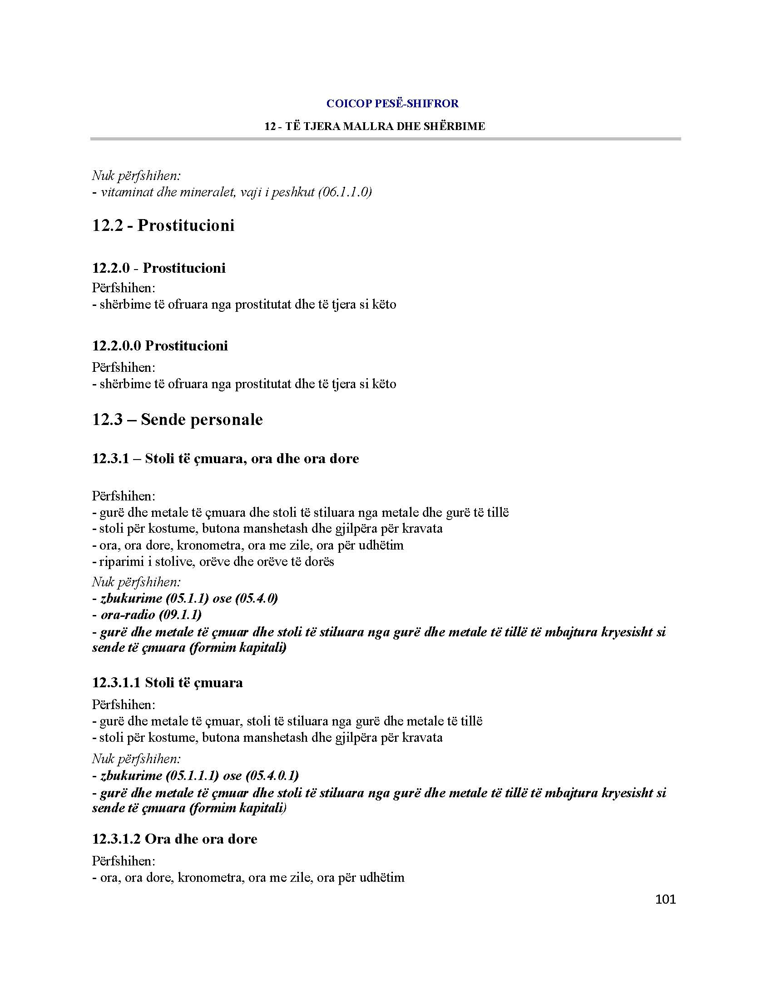 COICOP PESË-SHIFROR
12 - TË TJERA MALLRA DHE SHËRBIME
Nuk përfshihen:
- vitaminat dhe mineralet, vaji i peshkut (06.1.1.0)
12.2 - Prostitucioni
12.2.0 - Prostitucioni
Përfshihen:
- shërbime të ofruara nga prostitutat dhe të tjera si këto
12.2.0.0 Prostitucioni
Përfshihen:
- shërbime të ofruara nga prostitutat dhe të tjera si këto
12.3 – Sende personale
12.3.1 – Stoli të çmuara, ora dhe ora dore
Përfshihen:
- gurë dhe metale të çmuara dhe stoli të stiluara nga metale dhe gurë të tillë
- stoli për kostume, butona manshetash dhe gjilpëra për kravata
- ora, ora dore, kronometra, ora me zile, ora për udhëtim
- riparimi i stolive, orëve dhe orëve të dorës
Nuk përfshihen:
- zbukurime (05.1.1) ose (05.4.0)
- ora-radio (09.1.1)
- gurë dhe metale të çmuar dhe stoli të stiluara nga gurë dhe metale të tillë të mbajtura kryesisht si
sende të çmuara (formim kapitali)
12.3.1.1 Stoli të çmuara
Përfshihen:
- gurë dhe metale të çmuar, stoli të stiluara nga gurë dhe metale të tillë
- stoli për kostume, butona manshetash dhe gjilpëra për kravata
Nuk përfshihen:
- zbukurime (05.1.1.1) ose (05.4.0.1)
- gurë dhe metale të çmuar dhe stoli të stiluara nga gurë dhe metale të tillë të mbajtura kryesisht si
sende të çmuara (formim kapitali)
12.3.1.2 Ora dhe ora dore
Përfshihen:
- ora, ora dore, kronometra, ora me zile, ora për udhëtim
101